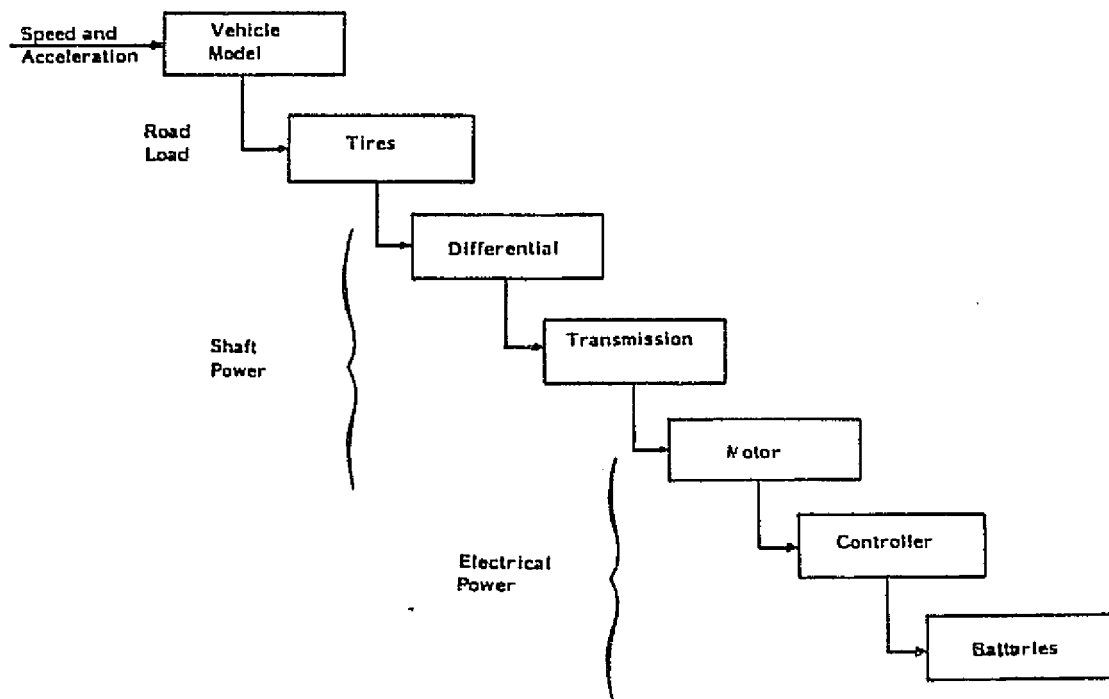 Speed and
Acceleration
Vehicle
Model
Road
Load
Tires
Differential
Shaft
Power
Transmission
Motor
Electrical
Power
Controller
Batteries